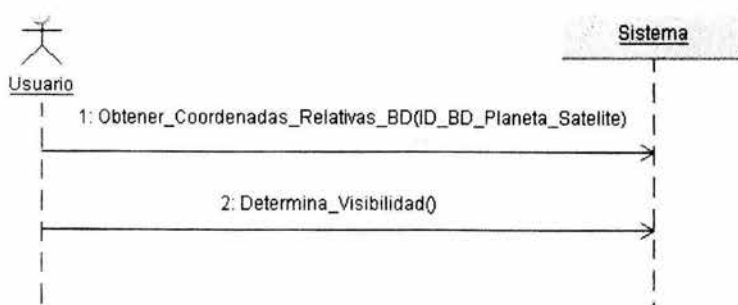 Sistema
Usuario
1: Obtener_Coordenadas_Relativas_BD(ID_BD_Planeta_Satelite)
2: Determina_Visibilidad()